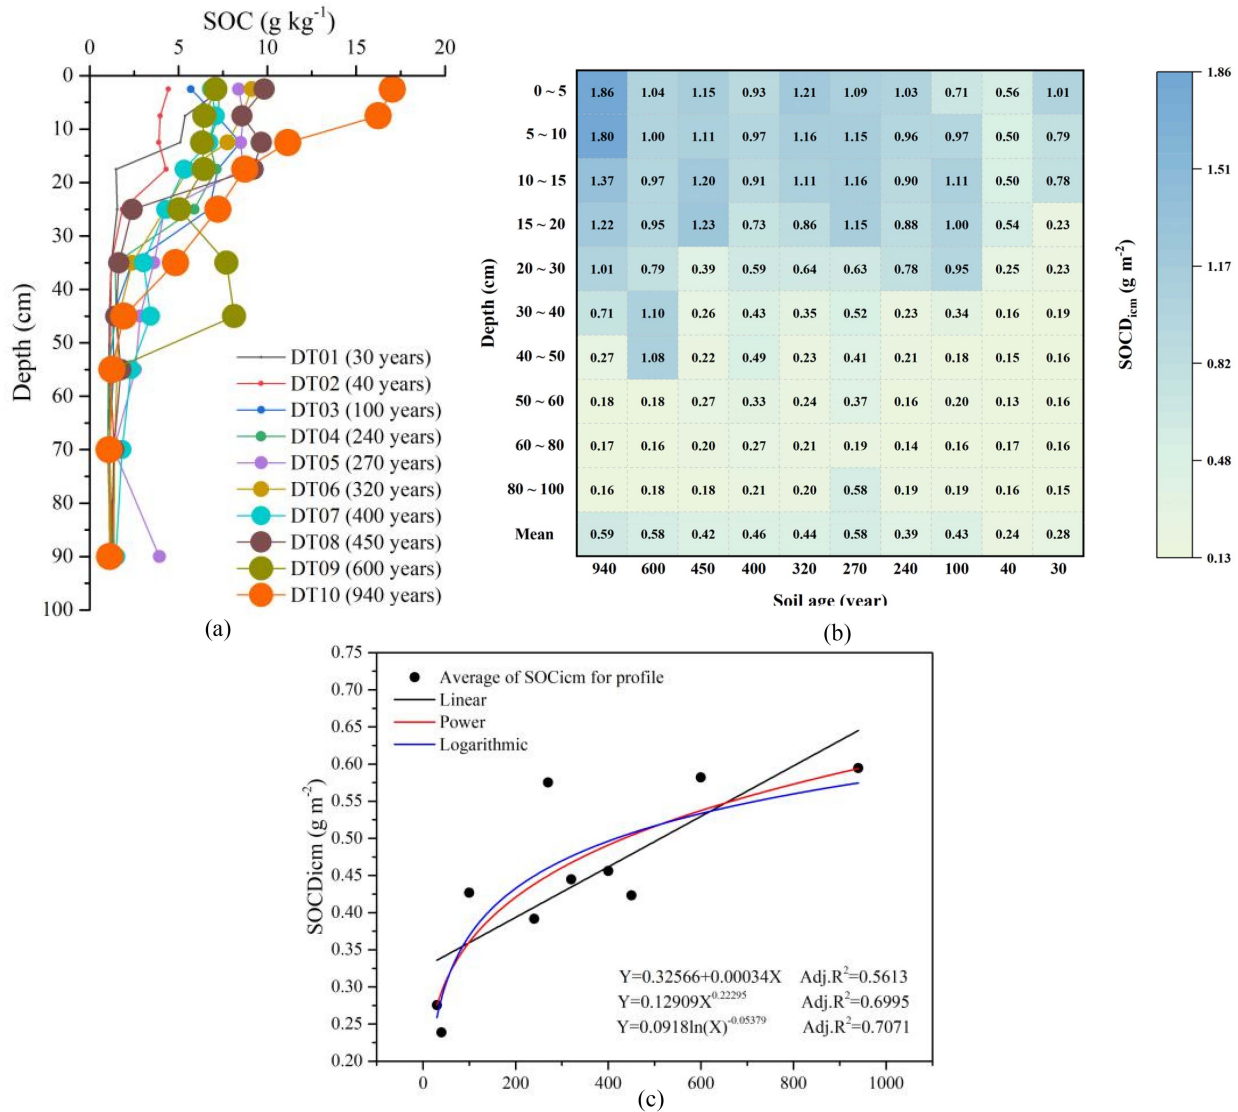 SOC (g kg-1)
0 5 10 15 20
0
10
20
30
40
50
60
70
80
90
100
Depth (cm)
DT01 (30 years)
DT02 (40 years)
DT03 (100 years)
DT04 (240 years)
DT05 (270 years)
DT06 (320 years)
DT07 (400 years)
DT08 (450 years)
DT09 (600 years)
DT10 (940 years)
(a)
Depth (cm)
0 ~ 5 1.86 1.04 1.15 0.93 1.21 1.09 1.03 0.71 0.56 1.01
5 ~ 10 1.80 1.00 1.11 0.97 1.16 1.15 0.96 0.97 0.50 0.79
10 ~ 15 1.37 0.97 1.20 0.91 1.11 1.16 0.90 1.11 0.50 0.78
15 ~ 20 1.22 0.95 1.23 0.73 0.86 1.15 0.88 1.00 0.54 0.23
20 ~ 30 1.01 0.79 0.39 0.59 0.64 0.63 0.78 0.95 0.25 0.23
30 ~ 40 0.71 1.10 0.26 0.43 0.35 0.52 0.23 0.34 0.16 0.19
40 ~ 50 0.27 1.08 0.22 0.49 0.23 0.41 0.21 0.18 0.15 0.16
50 ~ 60 0.18 0.18 0.27 0.33 0.24 0.37 0.16 0.20 0.13 0.16
60 ~ 80 0.17 0.16 0.20 0.27 0.21 0.19 0.14 0.16 0.17 0.16
80 ~ 100 0.16 0.18 0.18 0.21 0.20 0.58 0.19 0.19 0.16 0.15
Mean 0.59 0.58 0.42 0.46 0.44 0.58 0.39 0.43 0.24 0.28
940 600 450 400 320 270 240 100 40 30
Soil age (year)
SOCDicm (g m-2)
1.86
1.51
1.17
0.82
0.48
0.13
(b)
0.75
0.70
0.65
0.60
0.55
0.50
0.45
0.40
0.35
0.30
0.25
0.20
SOCDicm (g m-2)
Average of SOCicm for profile
Linear
Power
Logarithmic
Y=0.32566+0.00034X Adj.R2=0.5613
Y=0.12909X0.22295 Adj.R2=0.6995
Y=0.0918ln(X)-0.05379 Adj.R2=0.7071
0 200 400 600 800 1000
(c)